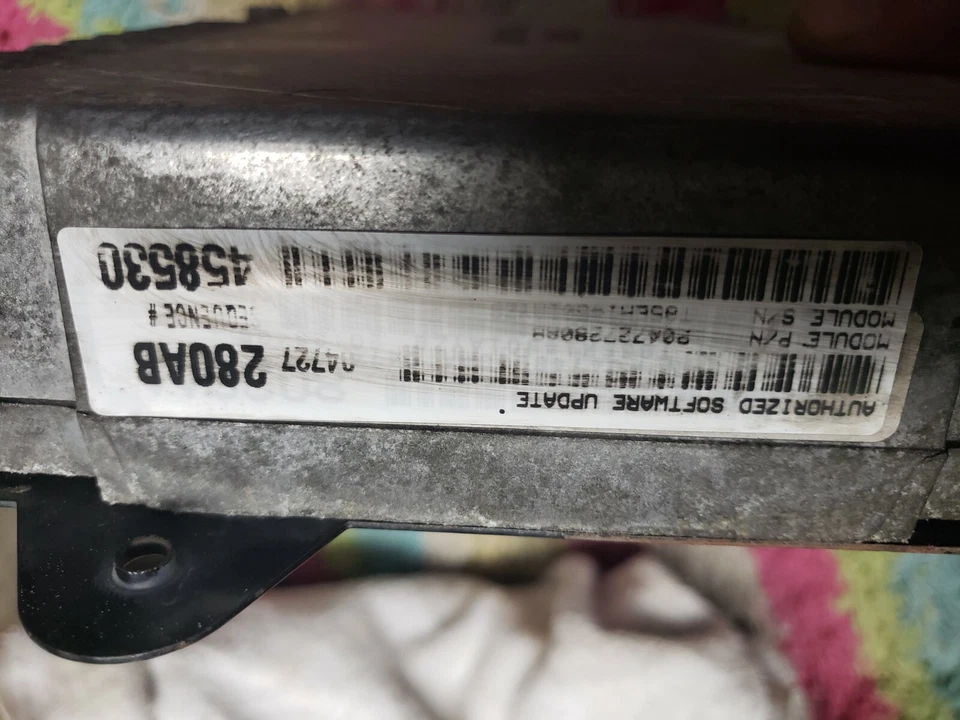 AUTHORIZED SOFTWARE UPDATE
04727 280AB
MODULE P/N
MODULE S/N SEQUENCE #
458530